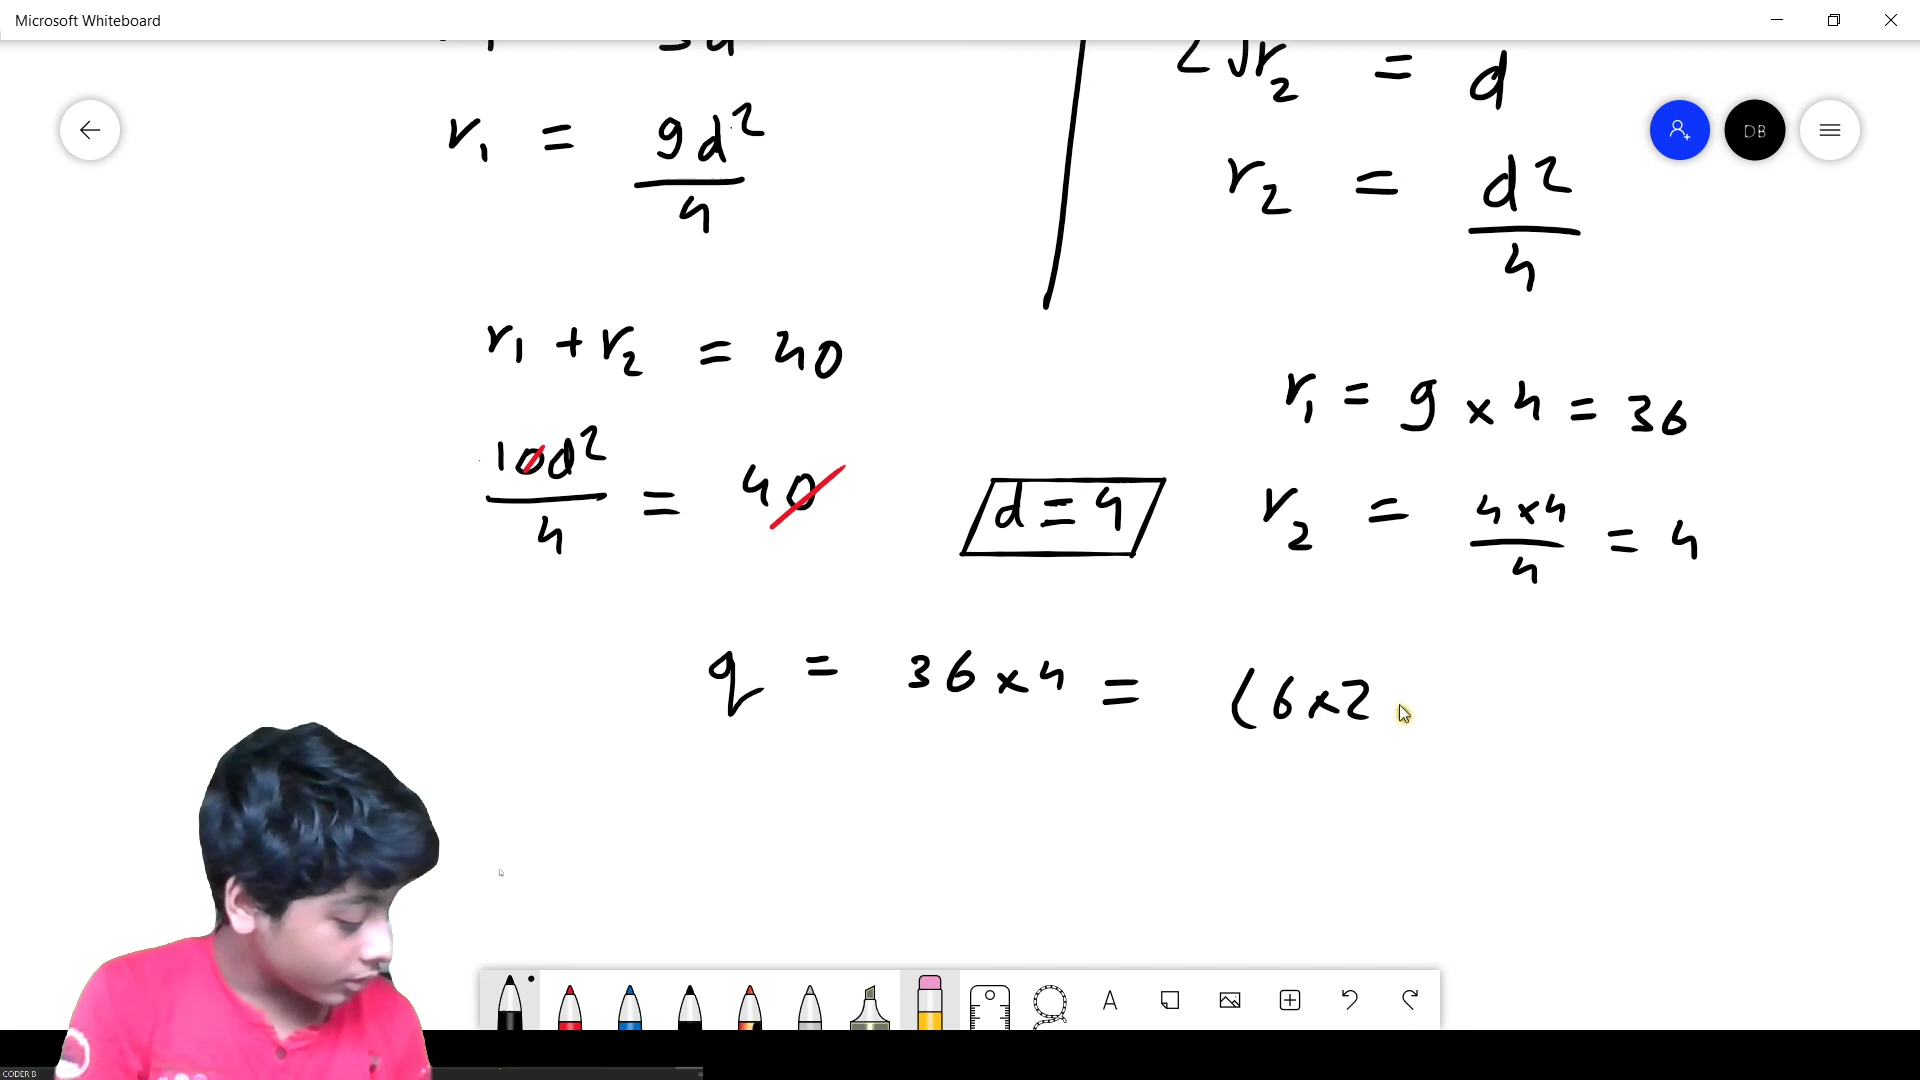 Microsoft Whiteboard
r₁ = 9d²/4
2√r₂ = d
r₂ = d²/4
DB
r₁ + r₂ = 40
10d²/4 = 40
d = 4
r₁ = 9 × 4 = 36
r₂ = 4×4/4 = 4
q = 36 × 4 = (6×2
A
CODER B